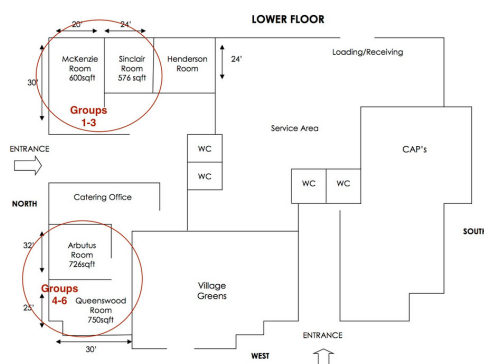 LOWER FLOOR
20'
24'
McKenzie
Room
600sqft
Sinclair
Room
576 sqft
Henderson
Room
24'
Loading/Receiving
30'
Groups
1-3
Service Area
ENTRANCE
WC
WC
CAP's
WC
WC
NORTH
Catering Office
SOUTH
32'
Arbutus
Room
726sqft
Groups
4-6
25'
Queenswood
Room
750sqft
30'
Village
Greens
ENTRANCE
WEST